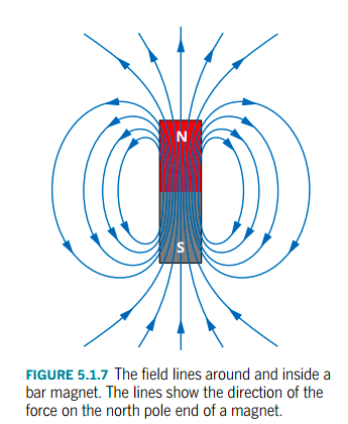 N
S
FIGURE 5.1.7 The field lines around and inside a
bar magnet. The lines show the direction of the
force on the north pole end of a magnet.